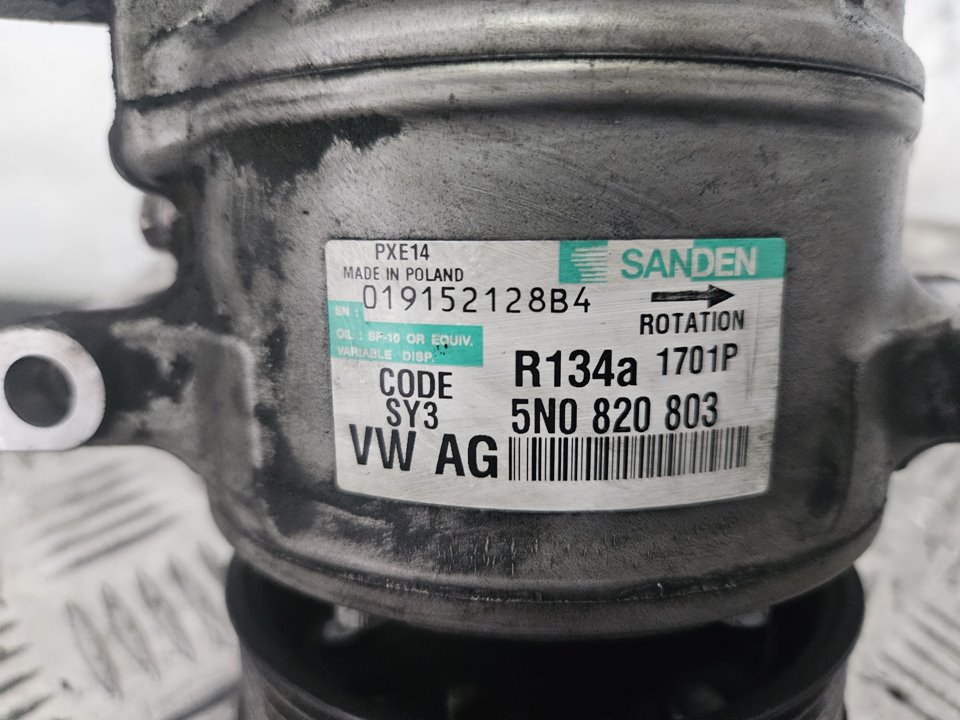 PXE14
MADE IN POLAND
SANDEN
SN : 019152128B4
ROTATION
OIL : SF-10 OR EQUIV.
VARIABLE DISP.
R134a 1701P
CODE
SY3
5N0 820 803
VW AG